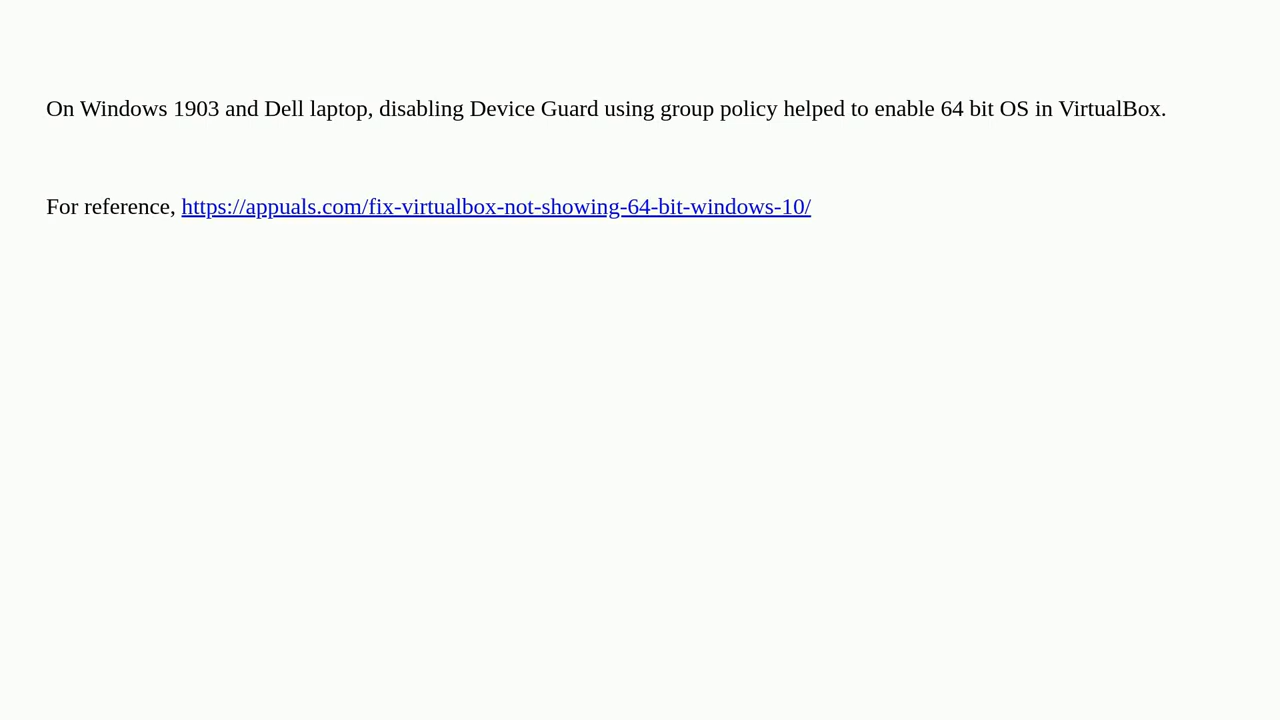 On Windows 1903 and Dell laptop, disabling Device Guard using group policy helped to enable 64 bit OS in VirtualBox.
For reference, https://appuals.com/fix-virtualbox-not-showing-64-bit-windows-10/